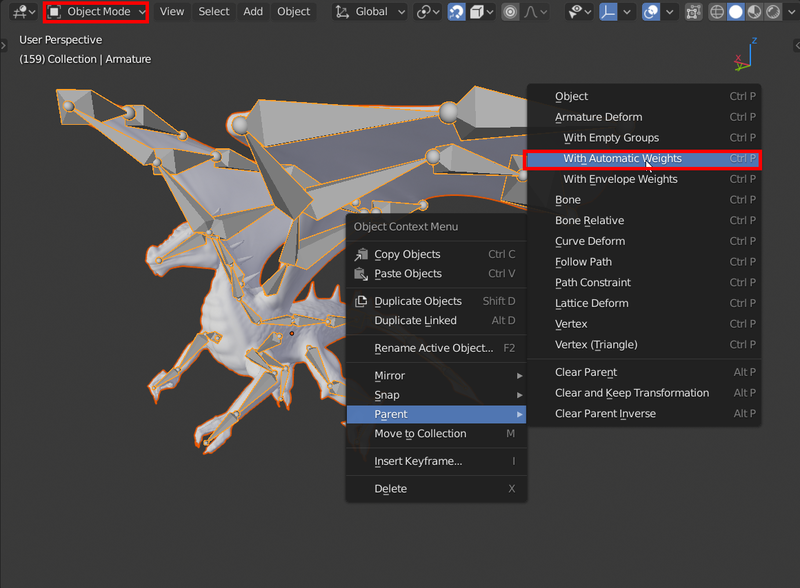 Object Mode View Select Add Object Global
User Perspective
(159) Collection | Armature
Z
Object Context Menu
Copy Objects Ctrl C
Paste Objects Ctrl V
Duplicate Objects Shift D
Duplicate Linked Alt D
Rename Active Object... F2
Mirror
Snap
Parent
Move to Collection M
Insert Keyframe... I
Delete X
Object Ctrl P
Armature Deform Ctrl P
With Empty Groups Ctrl P
With Automatic Weights Ctrl P
With Envelope Weights Ctrl P
Bone Ctrl P
Bone Relative Ctrl P
Curve Deform Ctrl P
Follow Path Ctrl P
Path Constraint Ctrl P
Lattice Deform Ctrl P
Vertex Ctrl P
Vertex (Triangle) Ctrl P
Clear Parent Alt P
Clear and Keep Transformation Alt P
Clear Parent Inverse Alt P